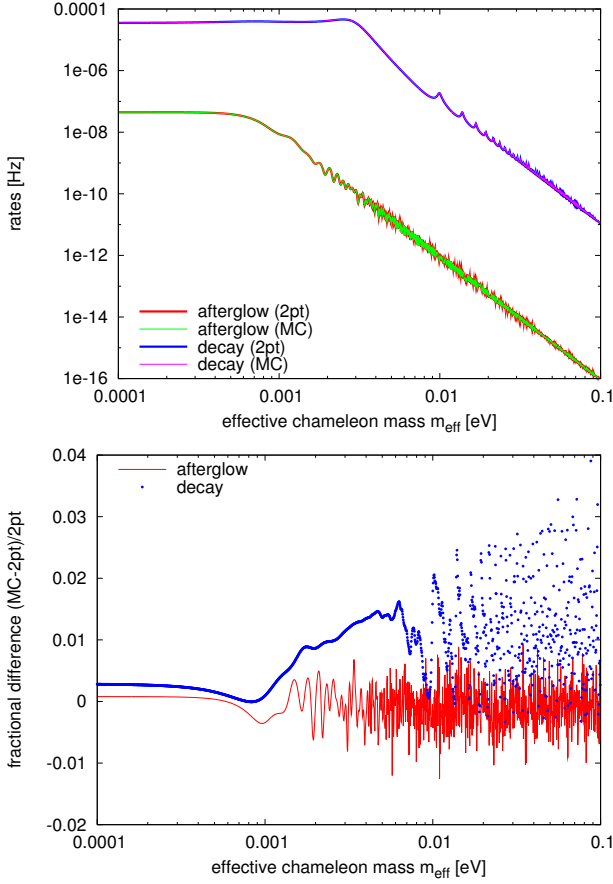 0.0001
1e-06
1e-08
1e-10
1e-12
1e-14
1e-16
rates [Hz]
afterglow (2pt)
afterglow (MC)
decay (2pt)
decay (MC)
0.0001 0.001 0.01 0.1
effective chameleon mass m_eff [eV]
0.04
0.03
0.02
0.01
0
-0.01
-0.02
fractional difference (MC-2pt)/2pt
afterglow
decay
0.0001 0.001 0.01 0.1
effective chameleon mass m_eff [eV]